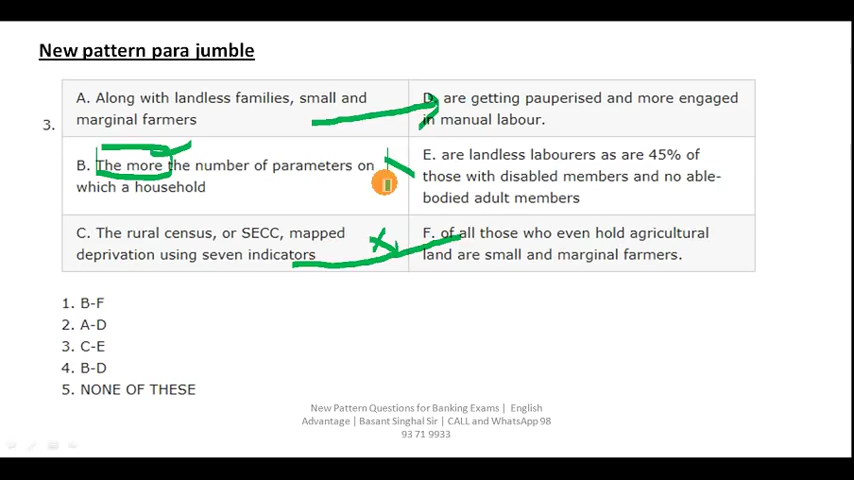 New pattern para jumble
3.
A. Along with landless families, small and
marginal farmers
D. are getting pauperised and more engaged
in manual labour.
B. The more the number of parameters on
which a household
E. are landless labourers as are 45% of
those with disabled members and no able-
bodied adult members
C. The rural census, or SECC, mapped
deprivation using seven indicators
F. of all those who even hold agricultural
land are small and marginal farmers.
1. B-F
2. A-D
3. C-E
4. B-D
5. NONE OF THESE
New Pattern Questions for Banking Exams | English
Advantage | Basant Singhal Sir | CALL and WhatsApp 98
93 71 9933